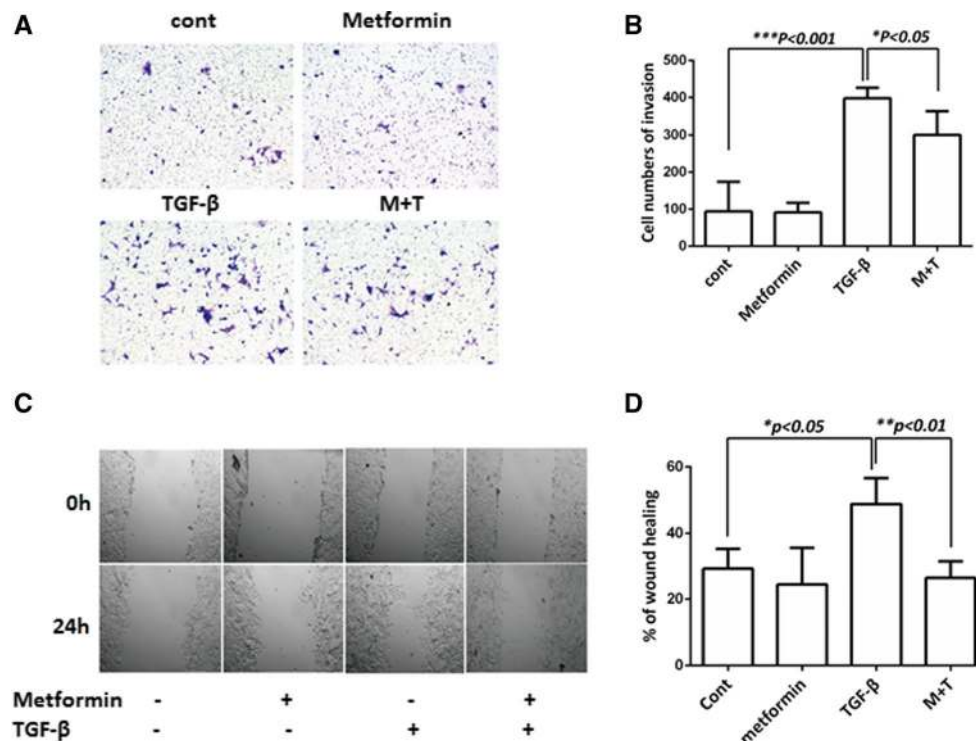 A
cont
Metformin
TGF-β
M+T
B
***P<0.001
*P<0.05
Cell numbers of invasion
500
400
300
200
100
0
cont
Metformin
TGF-β
M+T
C
0h
24h
Metformin - + - +
TGF-β - - + +
D
*p<0.05
**p<0.01
% of wound healing
60
40
20
0
Cont
metformin
TGF-β
M+T